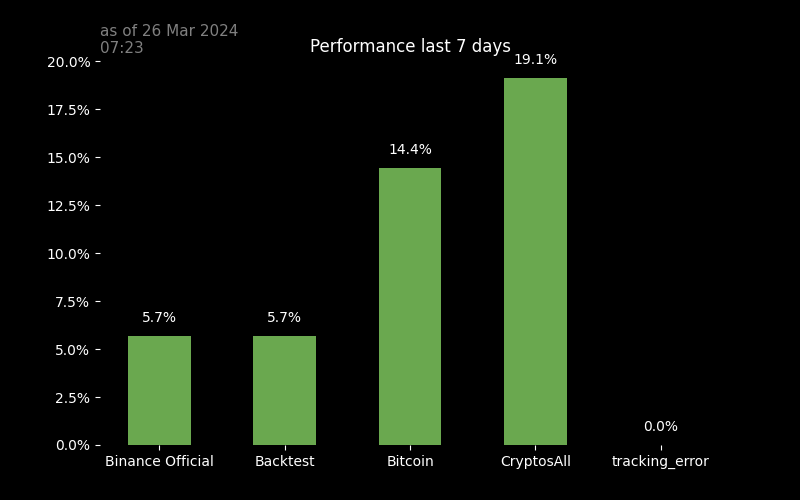 as of 26 Mar 2024
07:23
Performance last 7 days
20.0%
17.5%
15.0%
12.5%
10.0%
7.5%
5.0%
2.5%
0.0%
5.7%
5.7%
14.4%
19.1%
0.0%
Binance Official
Backtest
Bitcoin
CryptosAll
tracking_error